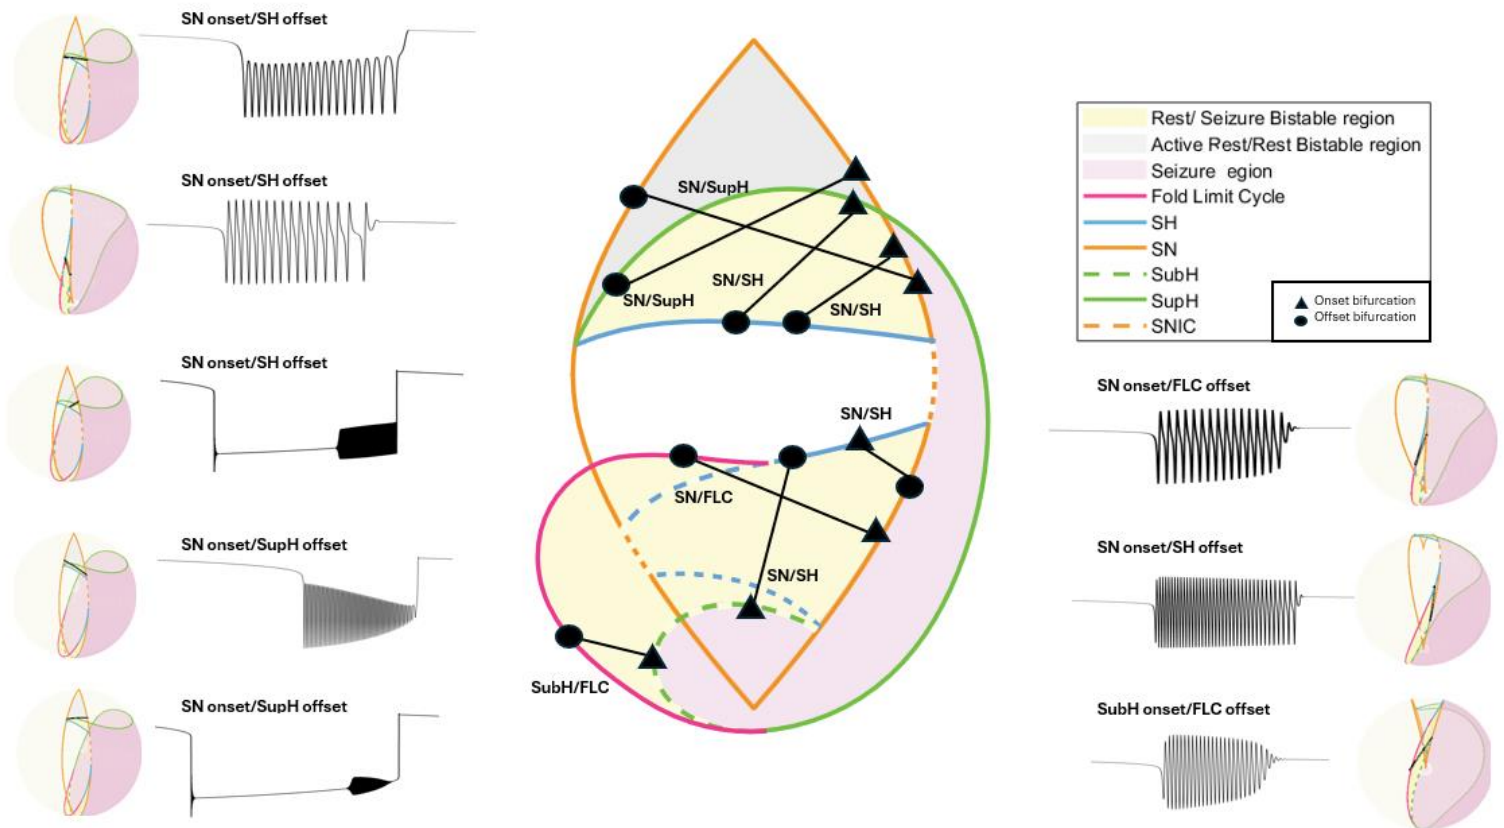 SN onset/SH offset
SN onset/SH offset
SN onset/SH offset
SN onset/SupH offset
SN onset/SupH offset
SN/SupH
SN/SupH
SN/SH
SN/SH
SN/SH
SN/FLC
SN/SH
SubH/FLC
Rest/ Seizure Bistable region
Active Rest/Rest Bistable region
Seizure egion
Fold Limit Cycle
SH
SN
SubH
SupH
SNIC
Onset bifurcation
Offset bifurcation
SN onset/FLC offset
SN onset/SH offset
SubH onset/FLC offset